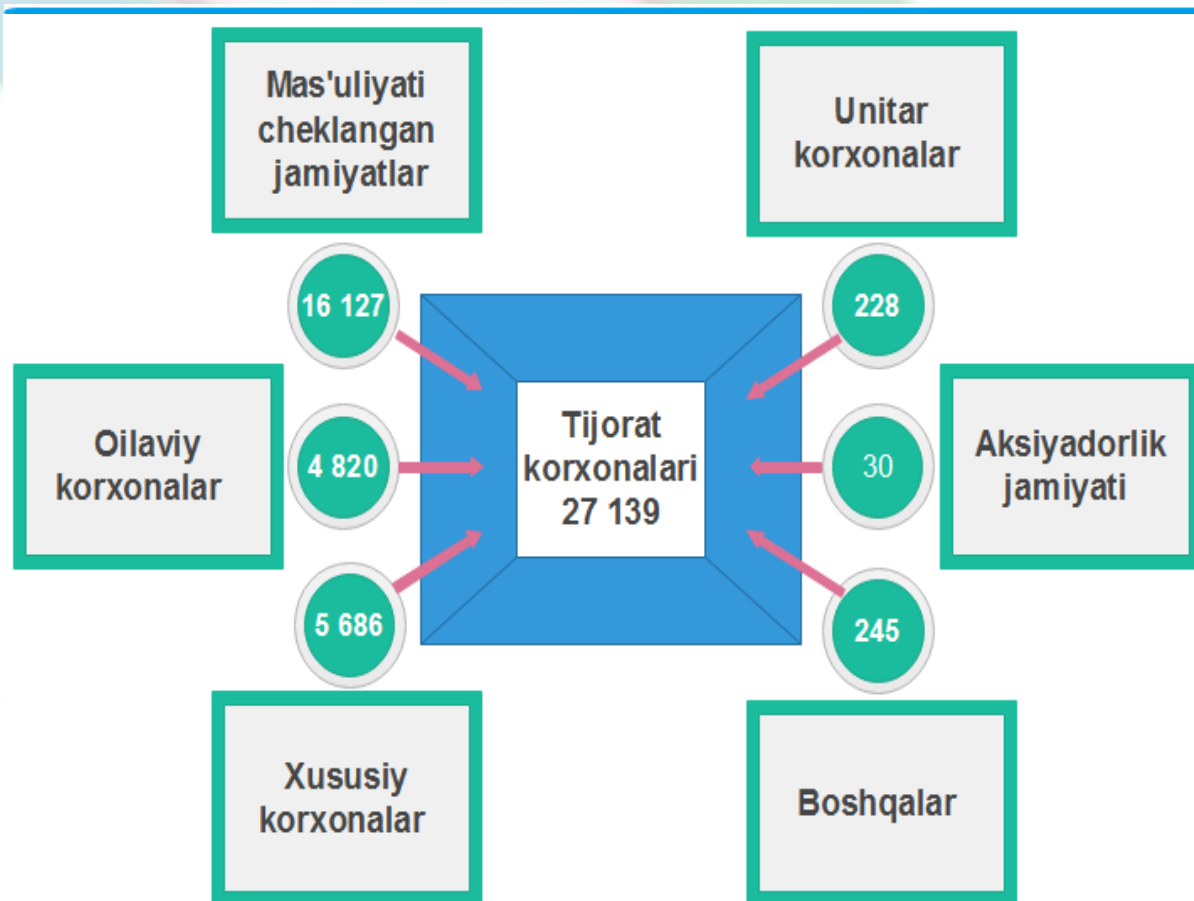 Mas'uliyati
cheklangan
jamiyatlar
16 127
Oilaviy
korxonalar
4 820
5 686
Xususiy
korxonalar
Tijorat
korxonalari
27 139
Unitar
korxonalar
228
Aksiyadorlik
jamiyati
30
245
Boshqalar